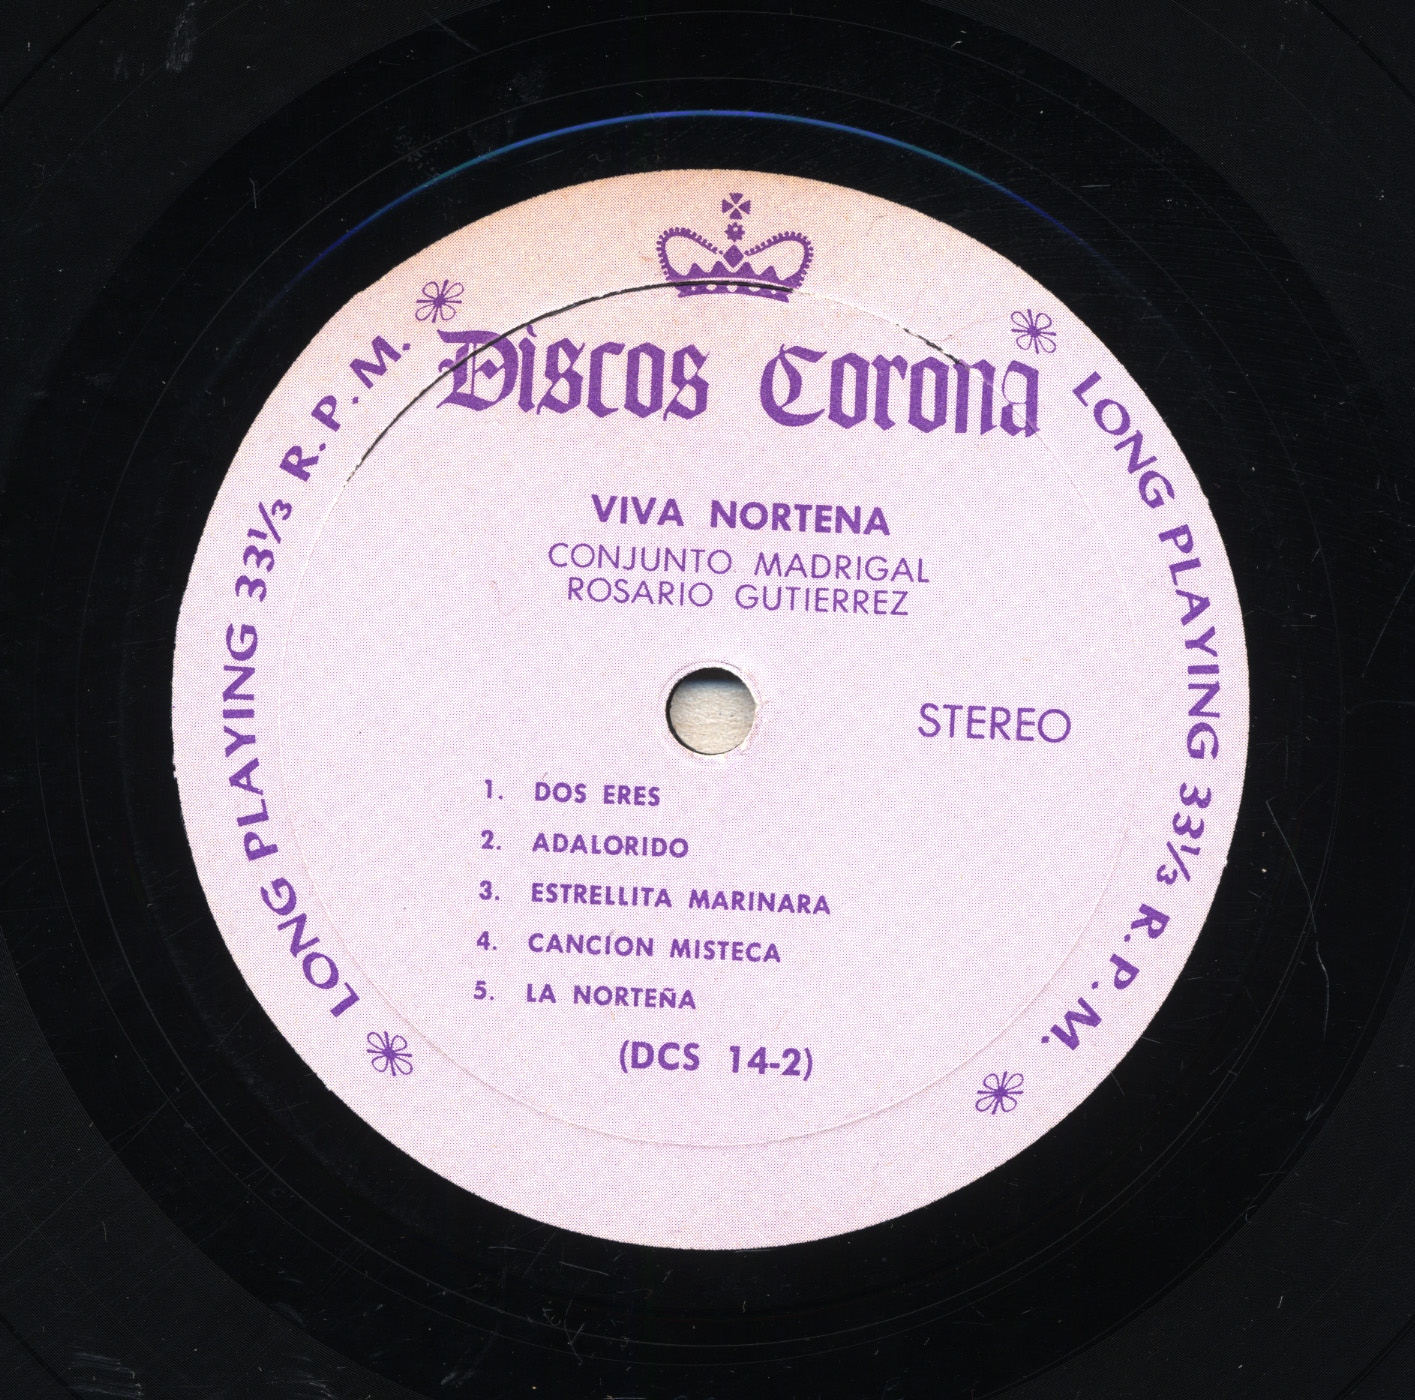 Discos Corona
VIVA NORTENA
CONJUNTO MADRIGAL
ROSARIO GUTIERREZ
STEREO
1. DOS ERES
2. ADALORIDO
3. ESTRELLITA MARINARA
4. CANCION MISTECA
5. LA NORTEÑA
(DCS 14-2)
LONG PLAYING 33⅓ R.P.M.
LONG PLAYING 33⅓ R.P.M.